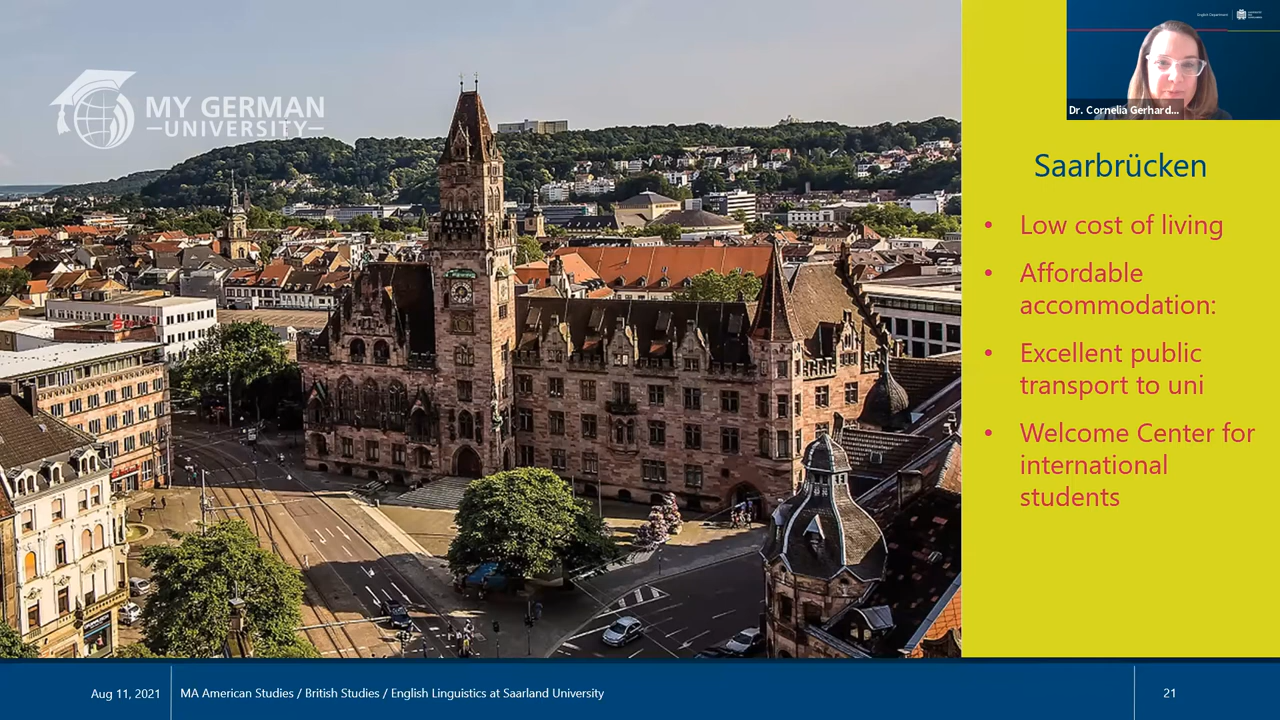 MY GERMAN
UNIVERSITY
English Department
Dr. Cornelia Gerhard...
Saarbrücken
• Low cost of living
• Affordable
accommodation:
• Excellent public
transport to uni
• Welcome Center for
international
students
Aug 11, 2021
MA American Studies / British Studies / English Linguistics at Saarland University
21